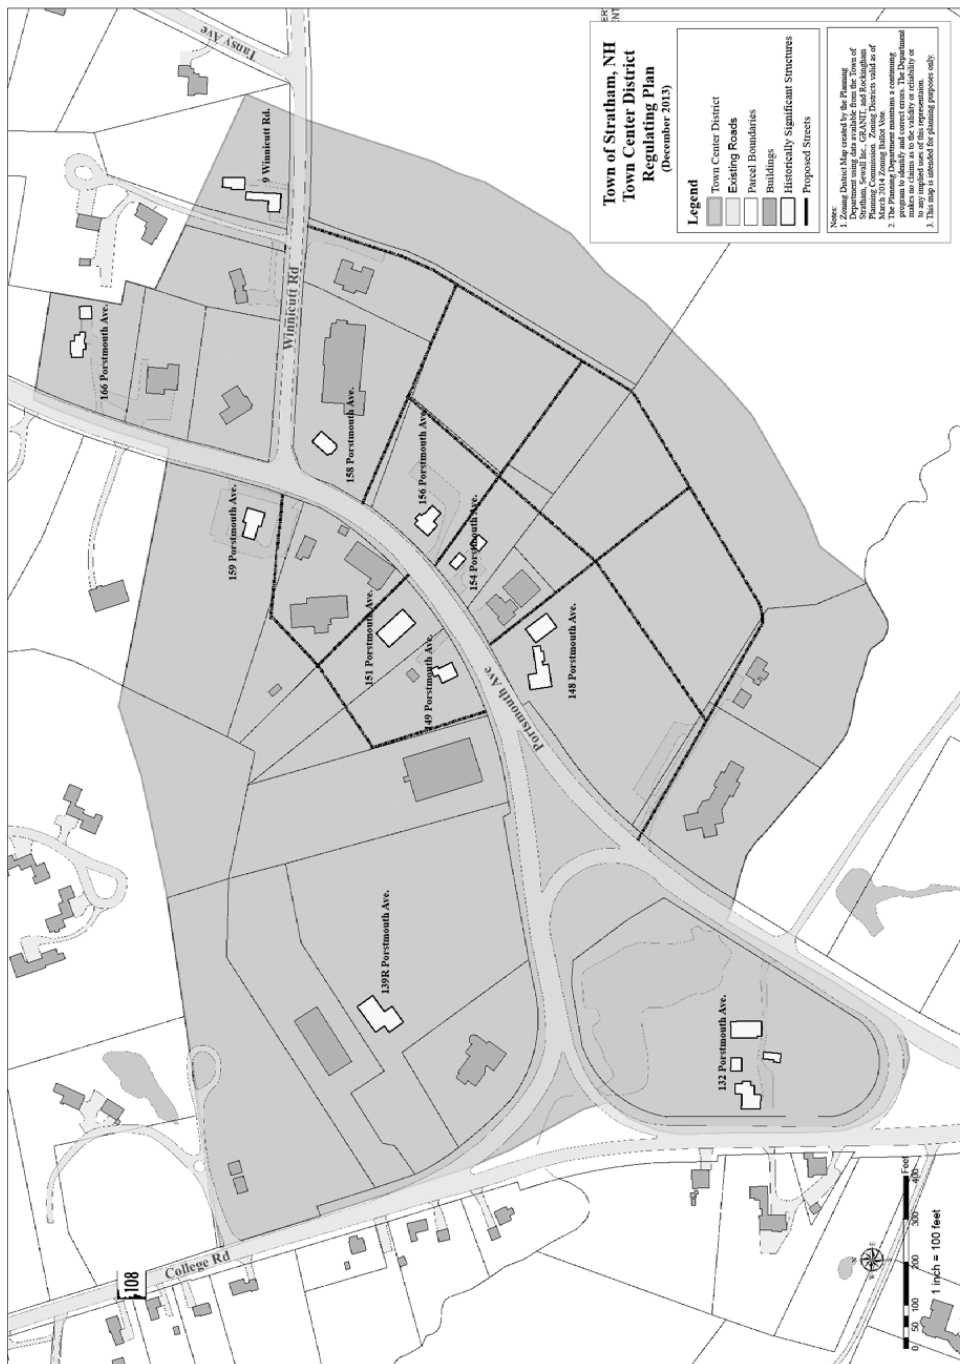 Town of Stratham, NH
Town Center District
Regulating Plan
(December 2013)
Legend
Town Center District
Existing Roads
Parcel Boundaries
Buildings
Historically Significant Structures
Proposed Streets
Notes:
1. Zoning District Map created by the Planning
Department using data available from the Town of
Stratham, Sewall Inc., GRANIT, and Rockingham
Planning Commission. Zoning Districts valid as of
March 2014 Zoning Ballot Vote.
2. The Planning Department maintains a continuing
program to identify and correct errors. The Department
makes no claims as to the validity or reliability or
to any implied uses of this representaion.
3. This map is intended for planning purposes only.
Tansy Ave
9 Winnicutt Rd.
Winnicutt Rd
166 Porstmouth Ave.
158 Porstmouth Ave.
156 Porstmouth Ave.
154 Porstmouth Ave.
159 Porstmouth Ave.
151 Porstmouth Ave.
149 Porstmouth Ave.
148 Porstmouth Ave.
Portsmouth Ave
139R Porstmouth Ave.
132 Porstmouth Ave.
College Rd
108
N
E
S
W
0 50 100 200 300 400
Feet
1 inch = 100 feet